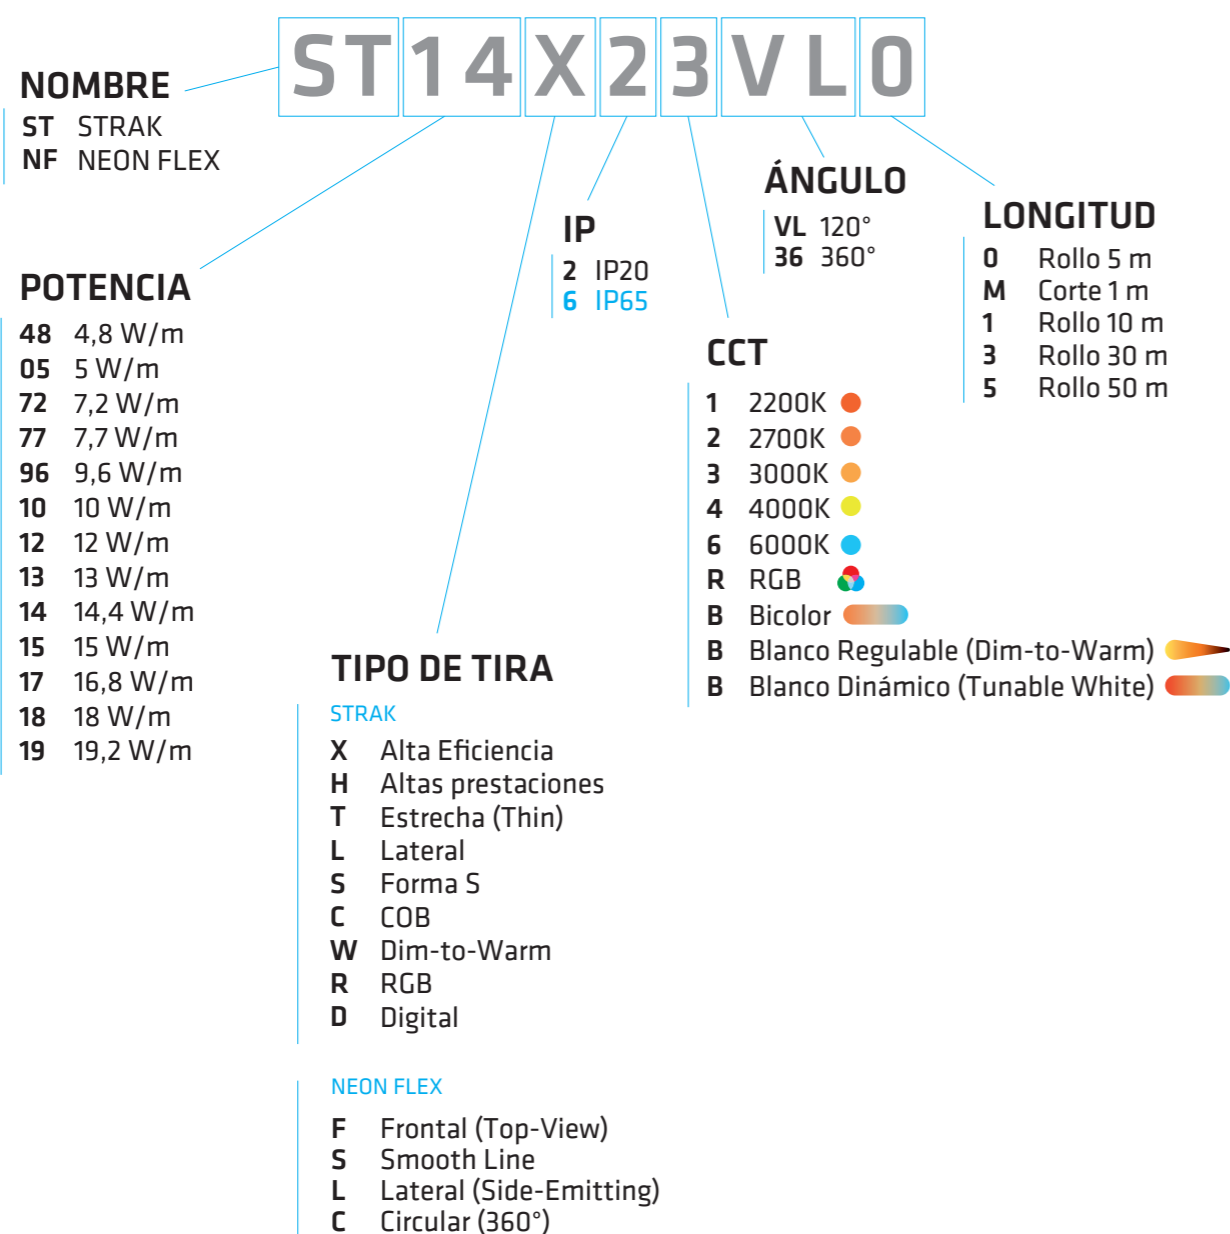 ST14X23VL0
NOMBRE
ST STRAK
NF NEON FLEX
POTENCIA
48 4,8 W/m
05 5 W/m
72 7,2 W/m
77 7,7 W/m
96 9,6 W/m
10 10 W/m
12 12 W/m
13 13 W/m
14 14,4 W/m
15 15 W/m
17 16,8 W/m
18 18 W/m
19 19,2 W/m
TIPO DE TIRA
STRAK
X Alta Eficiencia
H Altas prestaciones
T Estrecha (Thin)
L Lateral
S Forma S
C COB
W Dim-to-Warm
R RGB
D Digital
NEON FLEX
F Frontal (Top-View)
S Smooth Line
L Lateral (Side-Emitting)
C Circular (360°)
IP
2 IP20
6 IP65
CCT
1 2200K
2 2700K
3 3000K
4 4000K
6 6000K
R RGB
B Bicolor
B Blanco Regulable (Dim-to-Warm)
B Blanco Dinámico (Tunable White)
ÁNGULO
VL 120°
36 360°
LONGITUD
0 Rollo 5 m
M Corte 1 m
1 Rollo 10 m
3 Rollo 30 m
5 Rollo 50 m